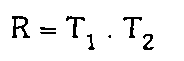 R = T₁ . T₂